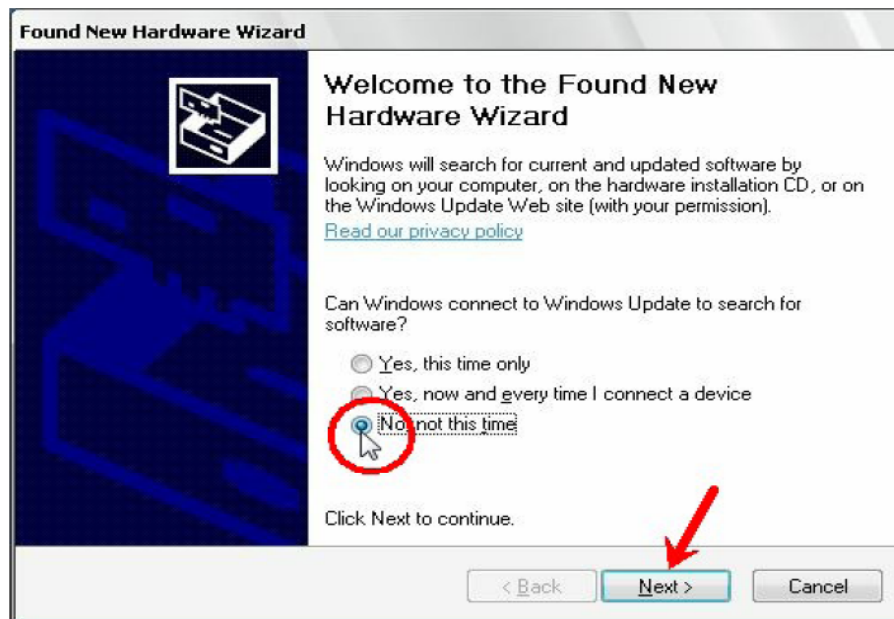 Found New Hardware Wizard
Welcome to the Found New
Hardware Wizard
Windows will search for current and updated software by
looking on your computer, on the hardware installation CD, or on
the Windows Update Web site (with your permission).
Read our privacy policy
Can Windows connect to Windows Update to search for
software?
Yes, this time only
Yes, now and every time I connect a device
No, not this time
Click Next to continue.
< Back Next > Cancel